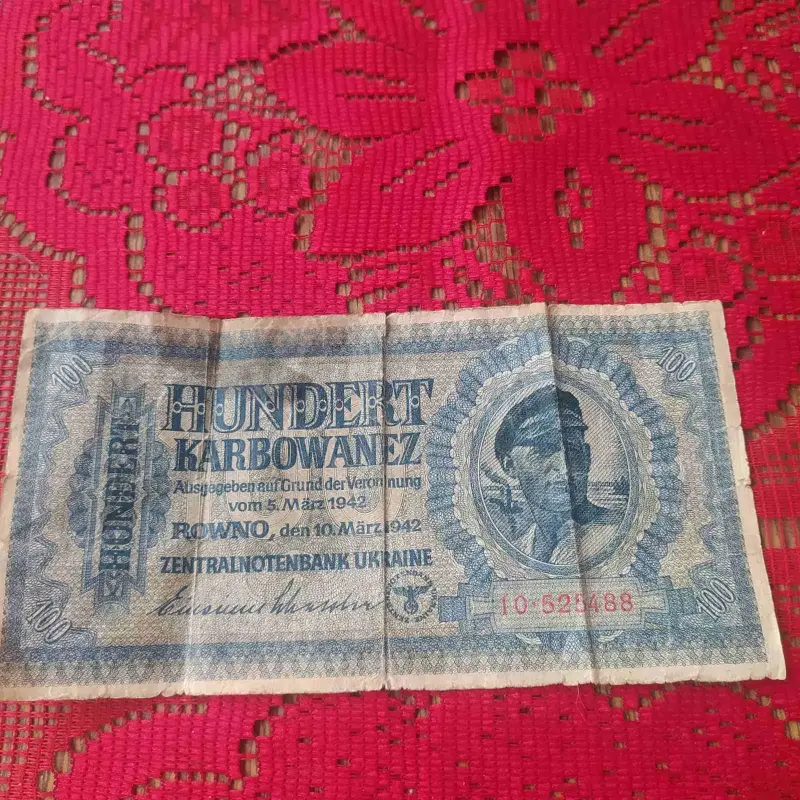 100
100
HUNDERT
HUNDERT
KARBOWANEZ
Ausgegeben auf Grund der Verordnung
vom 5. März 1942
ROWNO, den 10. März 1942
ZENTRALNOTENBANK UKRAINE
10·525488
100
100